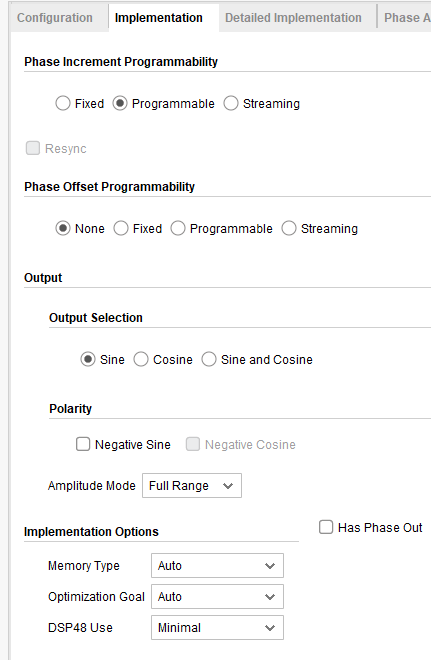 Configuration Implementation Detailed Implementation Phase A
Phase Increment Programmability
Fixed Programmable Streaming
Resync
Phase Offset Programmability
None Fixed Programmable Streaming
Output
Output Selection
Sine Cosine Sine and Cosine
Polarity
Negative Sine Negative Cosine
Amplitude Mode Full Range
Implementation Options
Has Phase Out
Memory Type Auto
Optimization Goal Auto
DSP48 Use Minimal